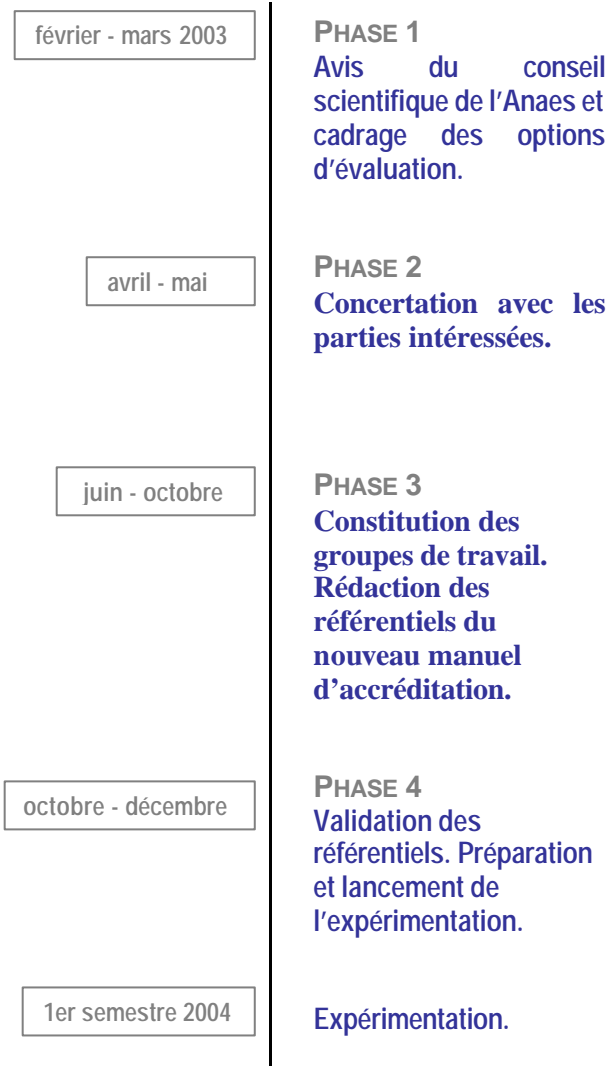 février - mars 2003
PHASE 1
Avis du conseil
scientifique de l’Anaes et
cadrage des options
d’évaluation.
avril - mai
PHASE 2
Concertation avec les
parties intéressées.
juin - octobre
PHASE 3
Constitution des
groupes de travail.
Rédaction des
référentiels du
nouveau manuel
d’accréditation.
octobre - décembre
PHASE 4
Validation des
référentiels. Préparation
et lancement de
l’expérimentation.
1er semestre 2004
Expérimentation.